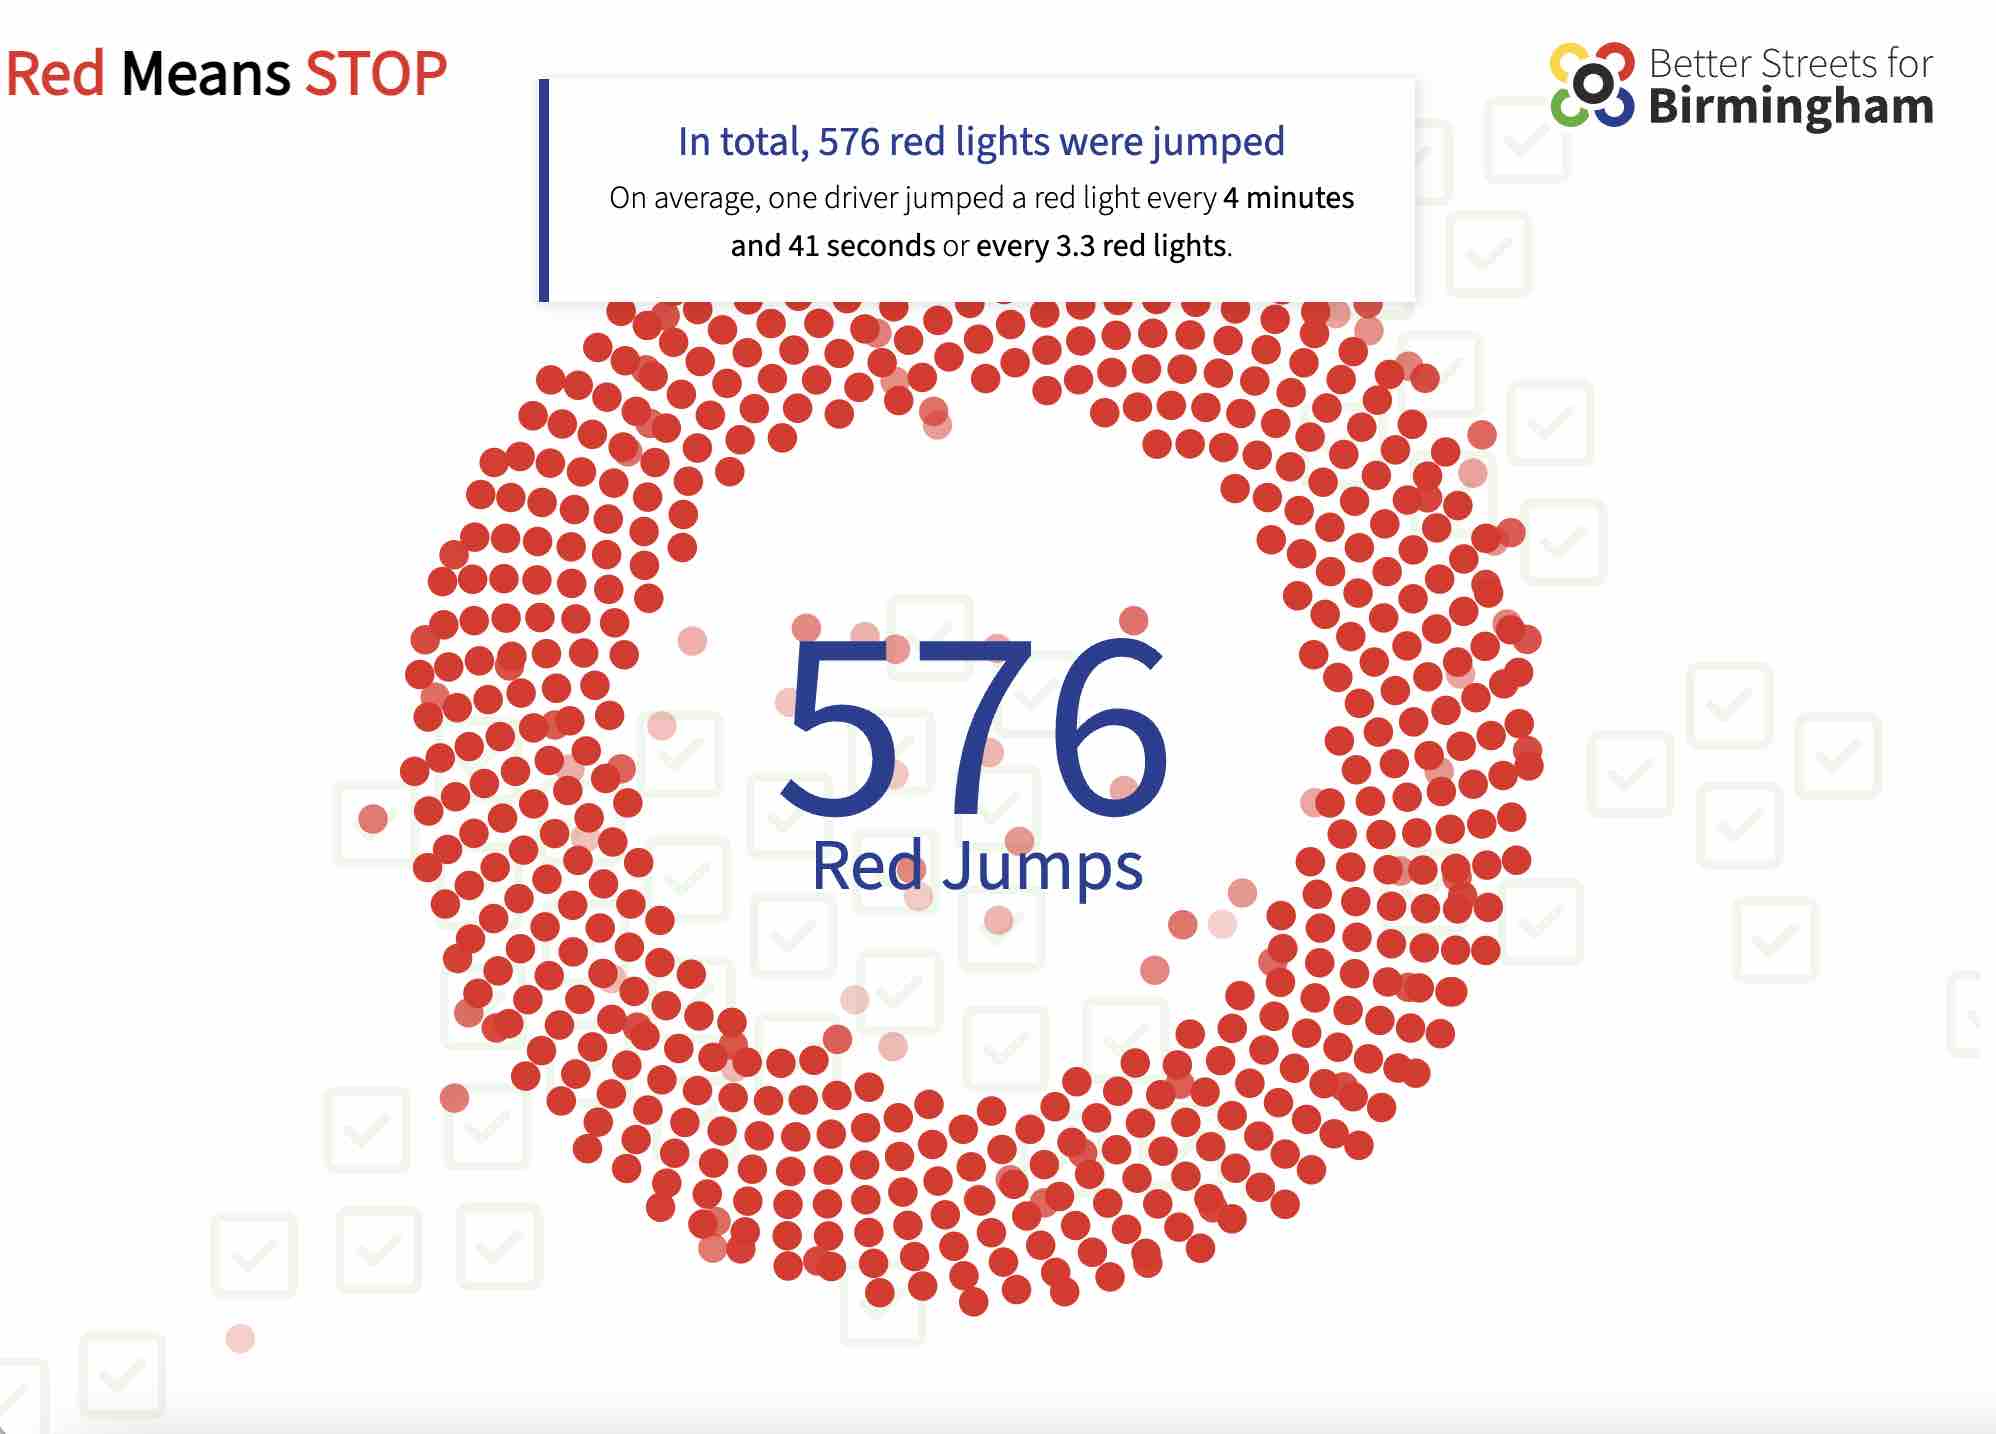 Red Means STOP
Better Streets for
Birmingham
In total, 576 red lights were jumped
On average, one driver jumped a red light every 4 minutes
and 41 seconds or every 3.3 red lights.
576
Red Jumps